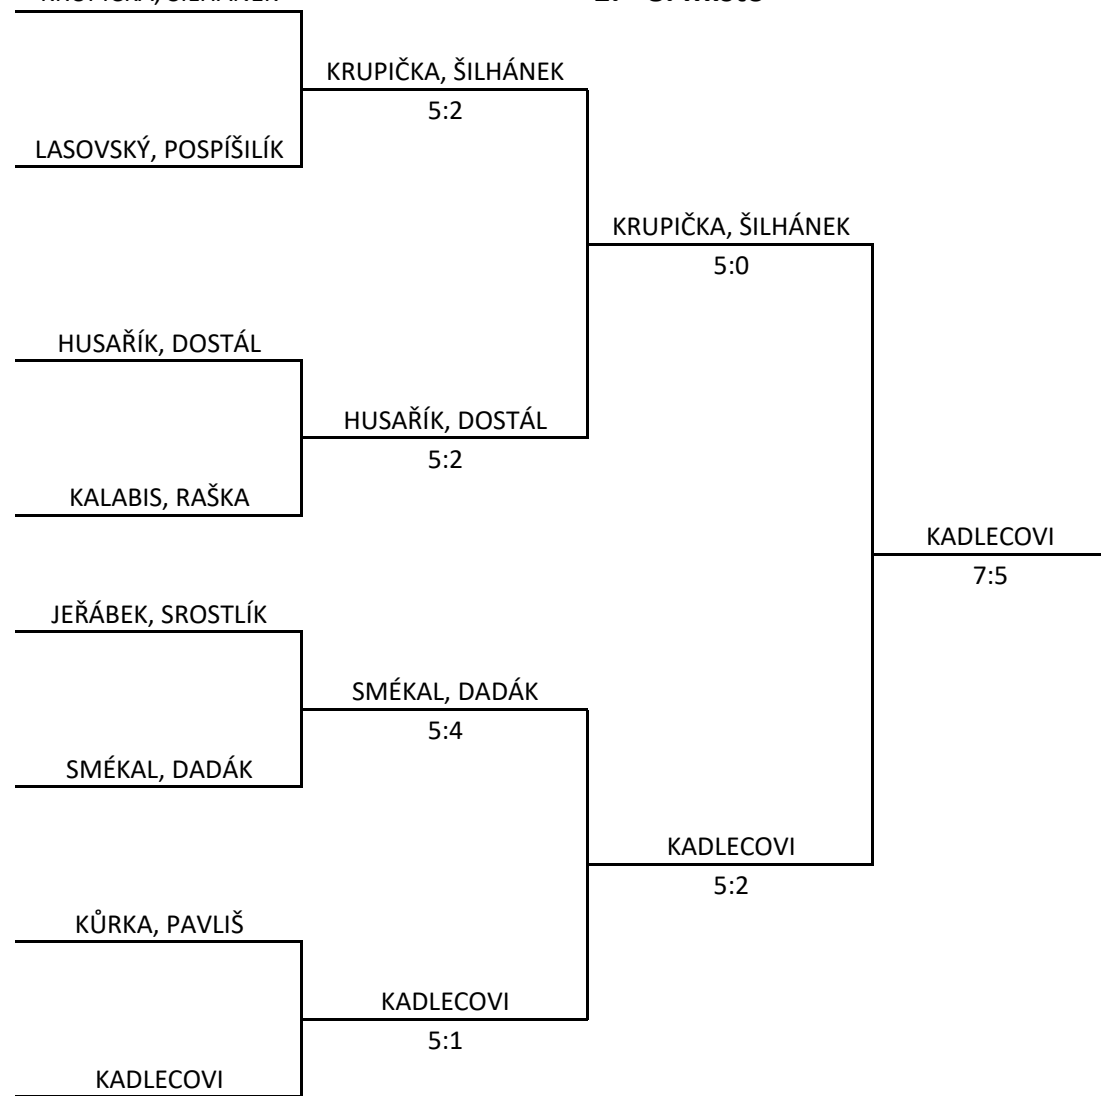 KRUPIČKA, ŠILHÁNEK
5:2
LASOVSKÝ, POSPÍŠILÍK
KRUPIČKA, ŠILHÁNEK
5:0
HUSAŘÍK, DOSTÁL
HUSAŘÍK, DOSTÁL
5:2
KALABIS, RAŠKA
KADLECOVI
7:5
JEŘÁBEK, SROSTLÍK
SMÉKAL, DADÁK
5:4
SMÉKAL, DADÁK
KADLECOVI
5:2
KŮRKA, PAVLIŠ
KADLECOVI
5:1
KADLECOVI